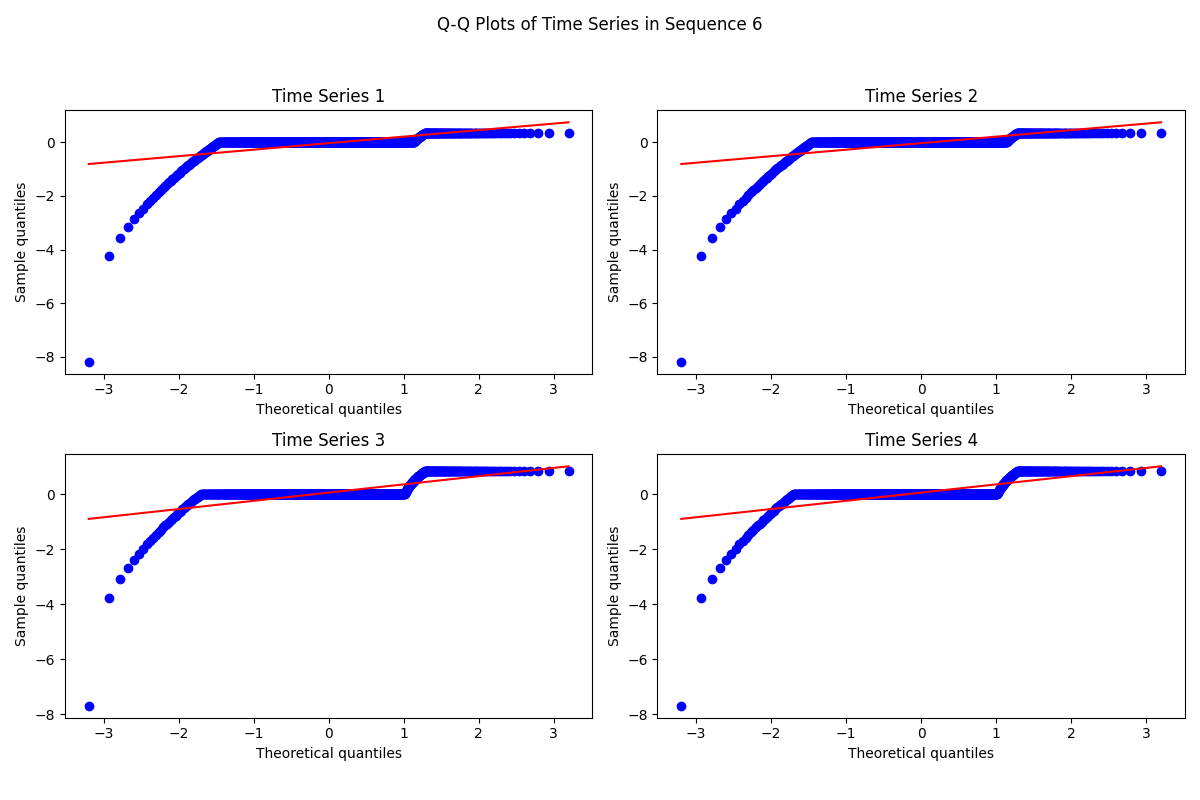 Q-Q Plots of Time Series in Sequence 6
Time Series 1
Sample quantiles
0
−2
−4
−6
−8
−3 −2 −1 0 1 2 3
Theoretical quantiles
Time Series 2
Sample quantiles
0
−2
−4
−6
−8
−3 −2 −1 0 1 2 3
Theoretical quantiles
Time Series 3
Sample quantiles
0
−2
−4
−6
−8
−3 −2 −1 0 1 2 3
Theoretical quantiles
Time Series 4
Sample quantiles
0
−2
−4
−6
−8
−3 −2 −1 0 1 2 3
Theoretical quantiles